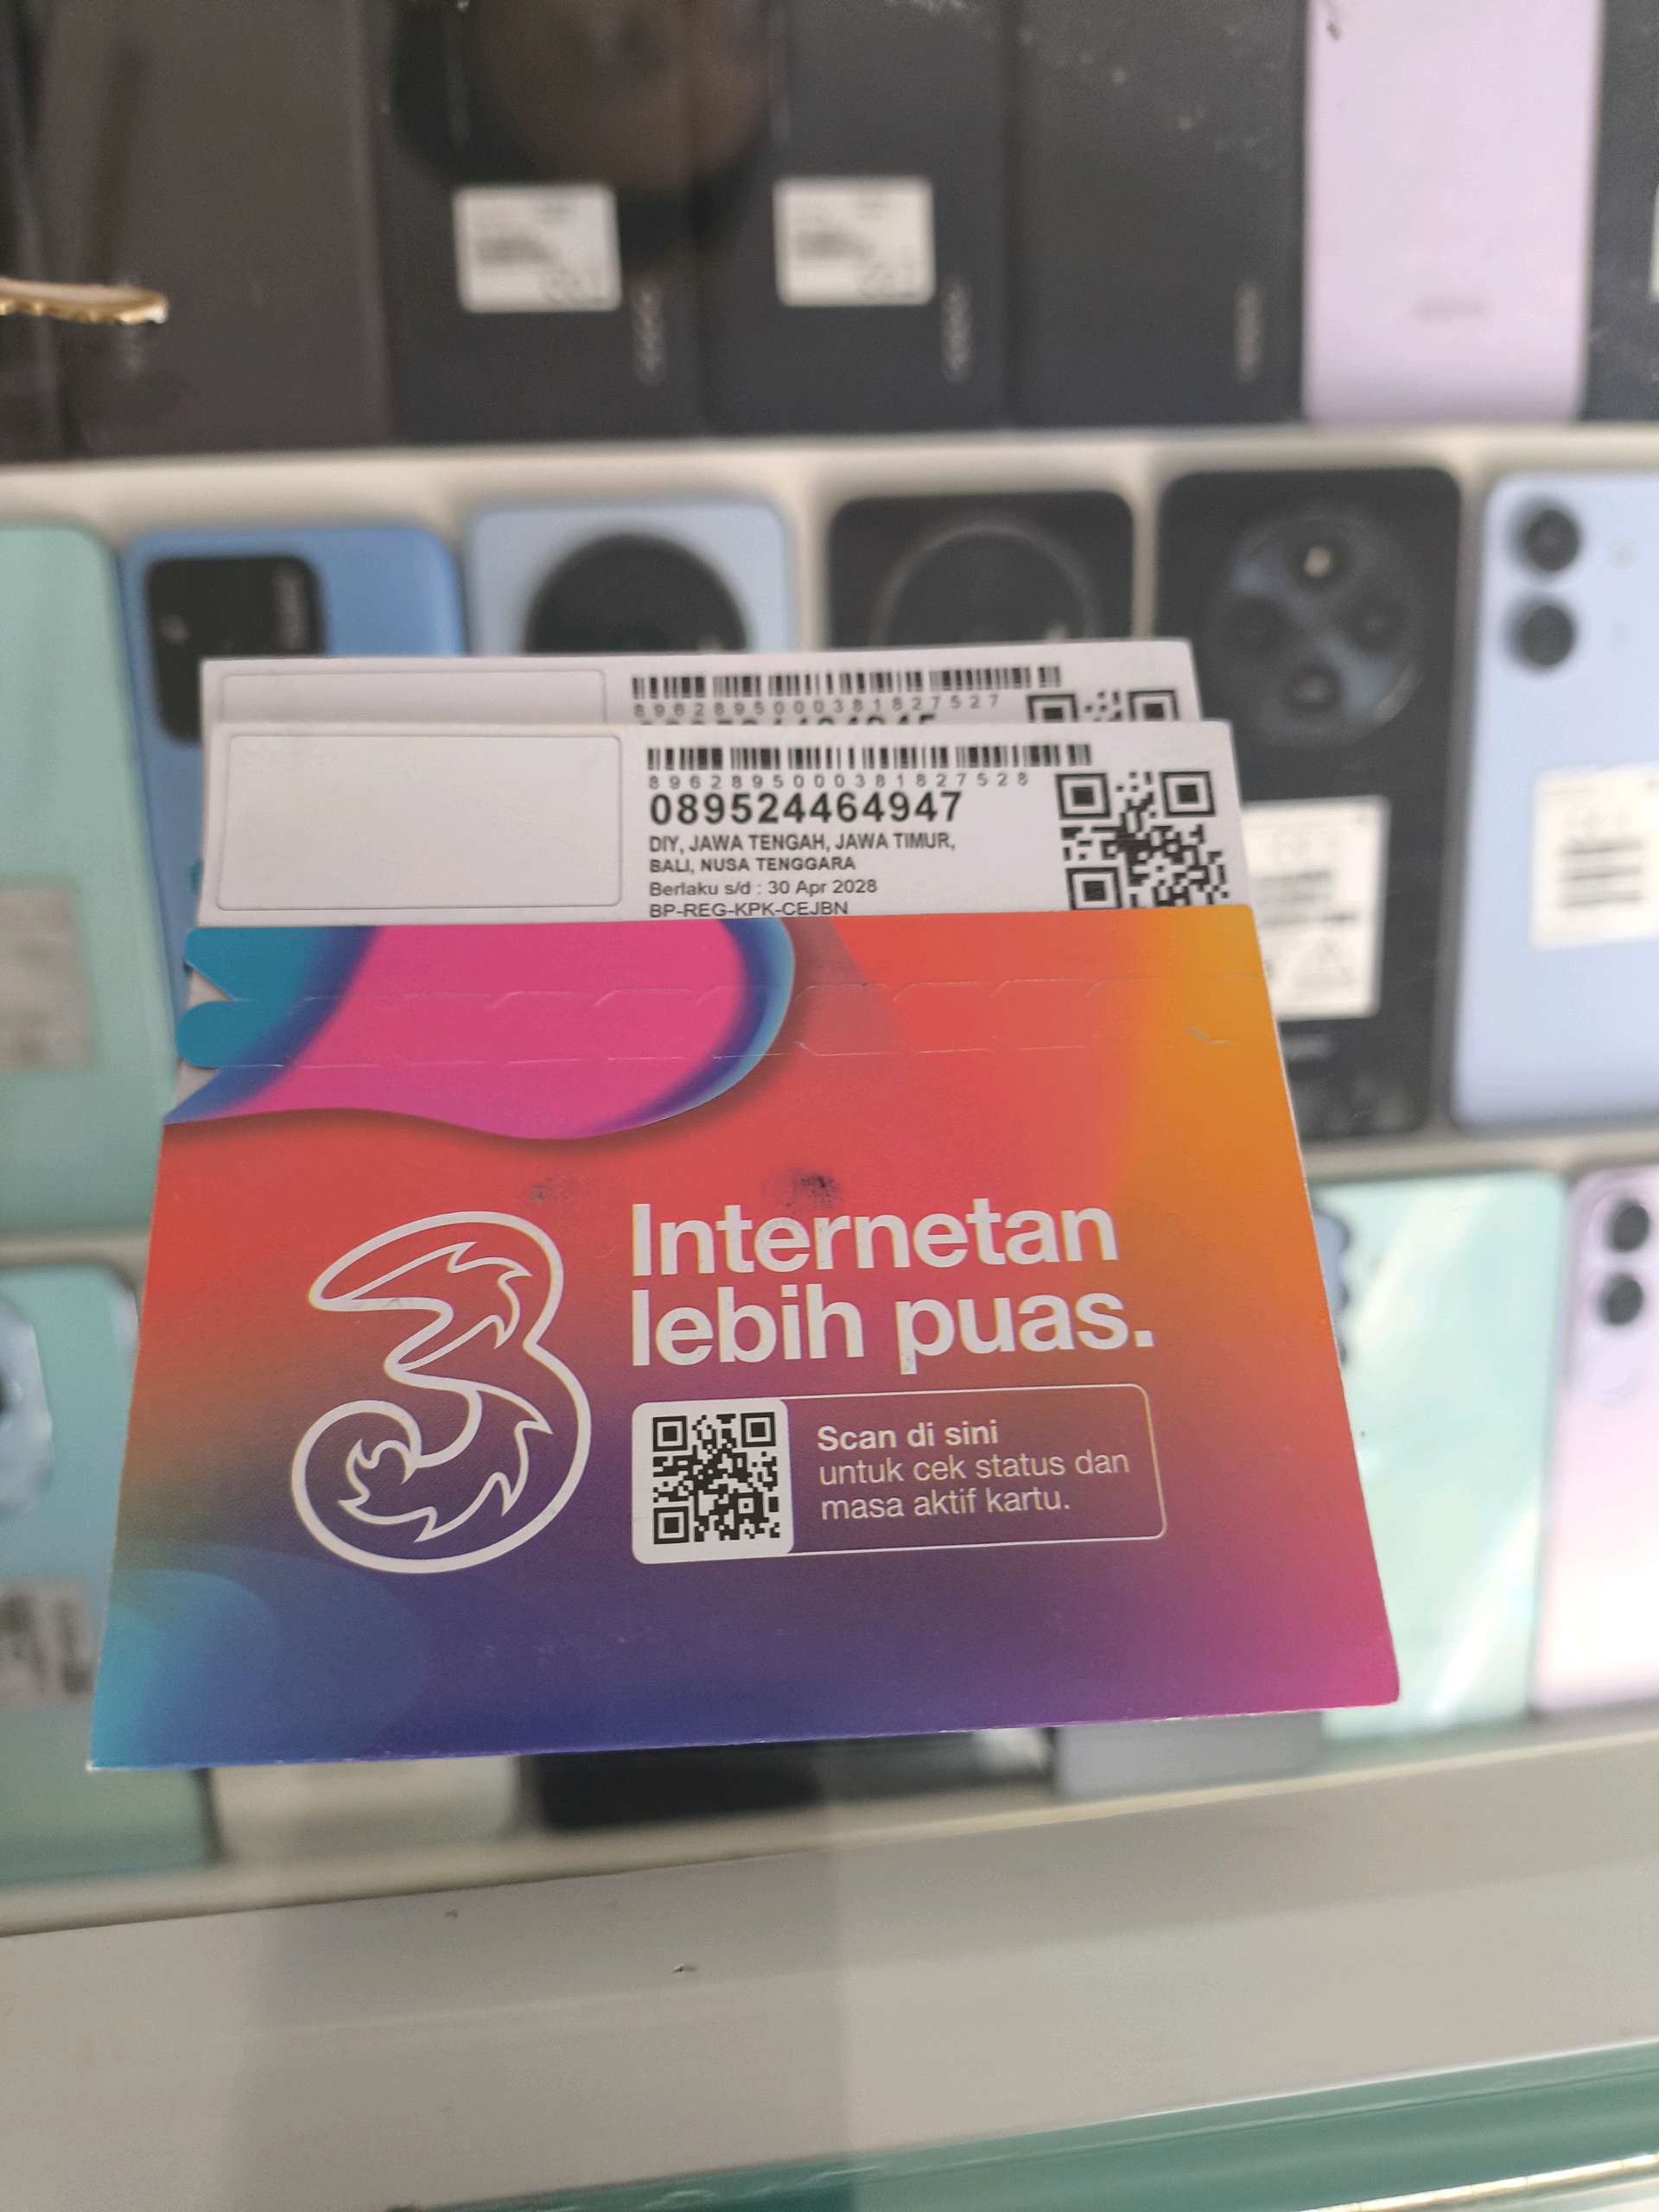 8962895000381827527
8962895000381827528
089524464947
DIY, JAWA TENGAH, JAWA TIMUR,
BALI, NUSA TENGGARA
Berlaku s/d : 30 Apr 2028
BP-REG-KPK-CEJBN
3
Internetan
lebih puas.
Scan di sini
untuk cek status dan
masa aktif kartu.